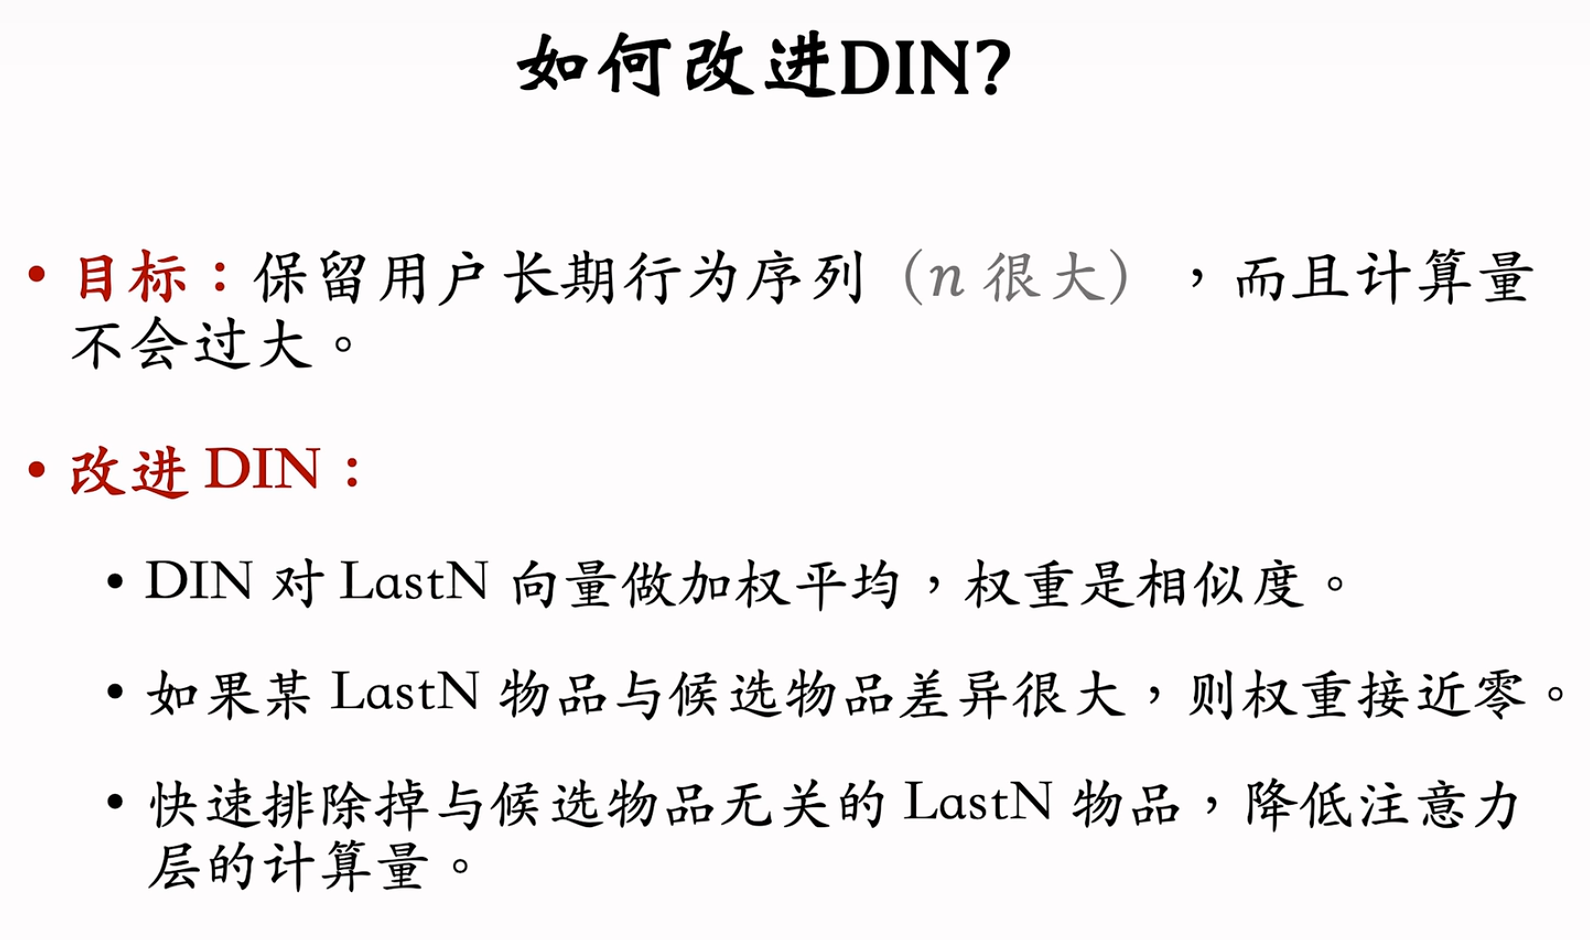 如何改进DIN?
• 目标：保留用户长期行为序列（n 很大），而且计算量
不会过大。
• 改进 DIN：
• DIN 对 LastN 向量做加权平均，权重是相似度。
• 如果某 LastN 物品与候选物品差异很大，则权重接近零。
• 快速排除掉与候选物品无关的 LastN 物品，降低注意力
层的计算量。